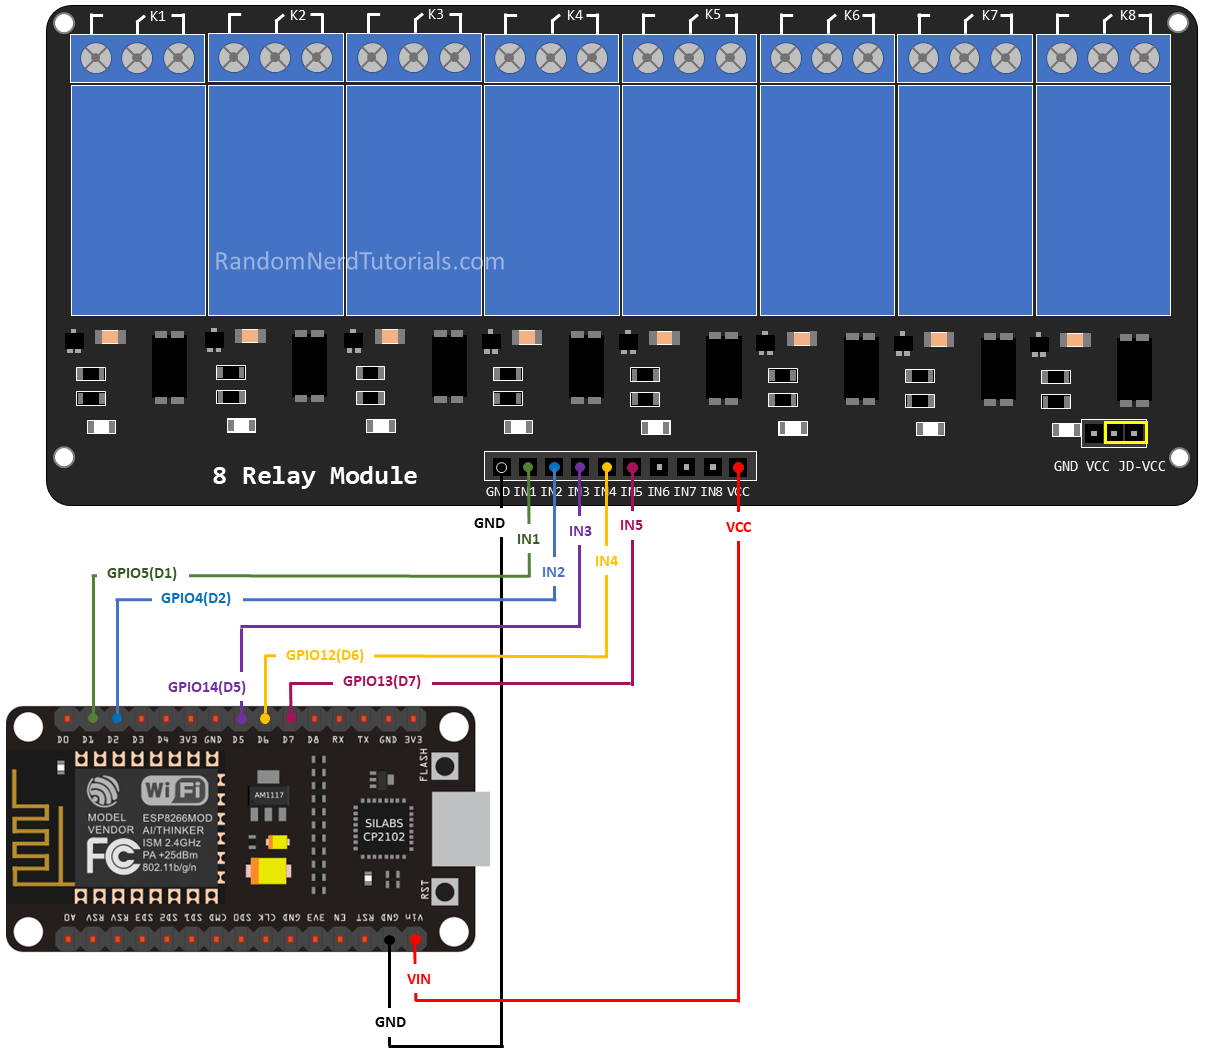 K1 K2 K3 K4 K5 K6 K7 K8
RandomNerdTutorials.com
8 Relay Module
GND VCC JD-VCC
GND IN1 IN2 IN3 IN4 IN5 IN6 IN7 IN8 VCC
GND
IN1
IN2
IN3
IN4
IN5
VCC
GPIO5(D1)
GPIO4(D2)
GPIO14(D5)
GPIO12(D6)
GPIO13(D7)
D0 D1 D2 D3 D4 3V3 GND D5 D6 D7 D8 RX TX GND 3V3
FLASH
WiFi
MODEL
VENDOR
ESP8266MOD
AI/THINKER
ISM 2.4GHz
PA +25dBm
802.11b/g/n
FCC
AM1117
SILABS
CP2102
RST
A0 RSV RSV SD3 SD2 SD1 CMD SD0 CLK GND 3V3 EN RST GND Vin
VIN
GND